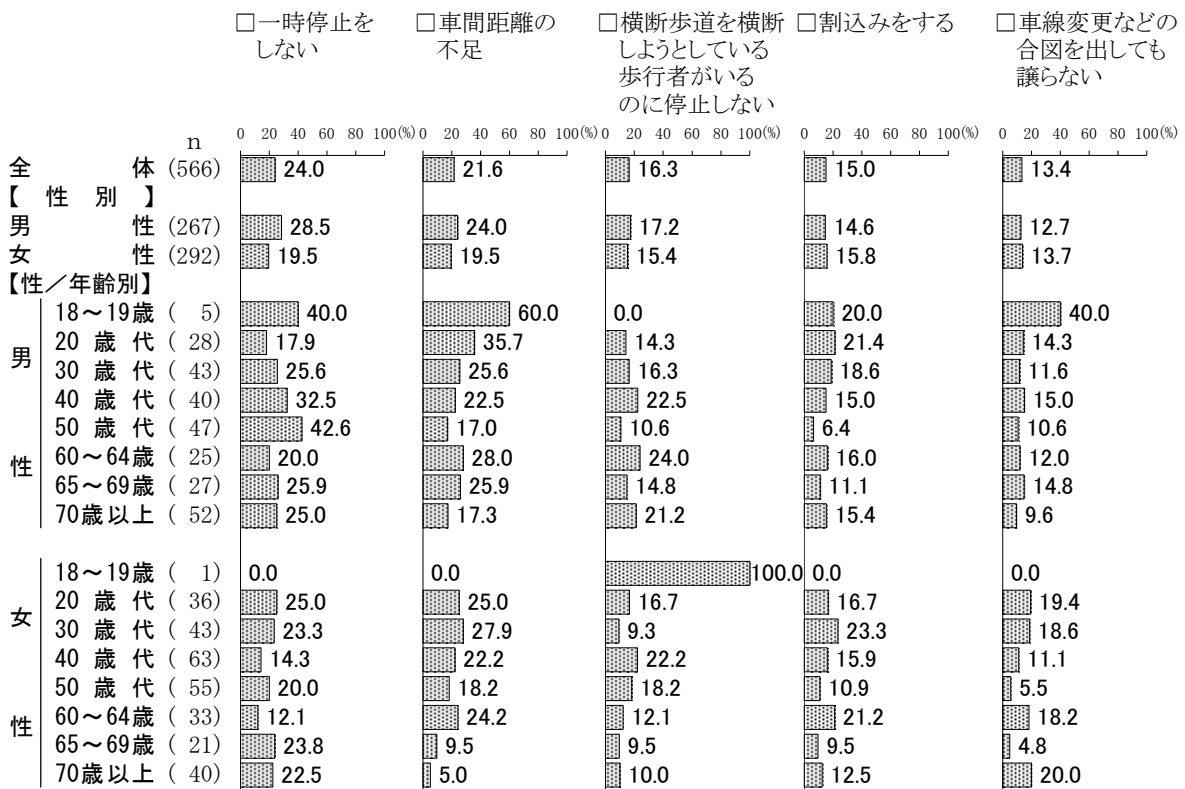 □一時停止を
しない
□車間距離の
不足
□横断歩道を横断
しようとしている
歩行者がいる
のに停止しない
□割込みをする
□車線変更などの
合図を出しても
譲らない
n
0 20 40 60 80 100(%) 0 20 40 60 80 100(%) 0 20 40 60 80 100(%) 0 20 40 60 80 100(%) 0 20 40 60 80 100(%)
全 体 (566) 24.0 21.6 16.3 15.0 13.4
【 性 別 】
男 性 (267) 28.5 24.0 17.2 14.6 12.7
女 性 (292) 19.5 19.5 15.4 15.8 13.7
【性/年齢別】
男性
18~19歳 ( 5) 40.0 60.0 0.0 20.0 40.0
20 歳 代 ( 28) 17.9 35.7 14.3 21.4 14.3
30 歳 代 ( 43) 25.6 25.6 16.3 18.6 11.6
40 歳 代 ( 40) 32.5 22.5 22.5 15.0 15.0
50 歳 代 ( 47) 42.6 17.0 10.6 6.4 10.6
60~64歳 ( 25) 20.0 28.0 24.0 16.0 12.0
65~69歳 ( 27) 25.9 25.9 14.8 11.1 14.8
70歳以上 ( 52) 25.0 17.3 21.2 15.4 9.6
女性
18~19歳 ( 1) 0.0 0.0 100.0 0.0 0.0
20 歳 代 ( 36) 25.0 25.0 16.7 16.7 19.4
30 歳 代 ( 43) 23.3 27.9 9.3 23.3 18.6
40 歳 代 ( 63) 14.3 22.2 22.2 15.9 11.1
50 歳 代 ( 55) 20.0 18.2 18.2 10.9 5.5
60~64歳 ( 33) 12.1 24.2 12.1 21.2 18.2
65~69歳 ( 21) 23.8 9.5 9.5 9.5 4.8
70歳以上 ( 40) 22.5 5.0 10.0 12.5 20.0